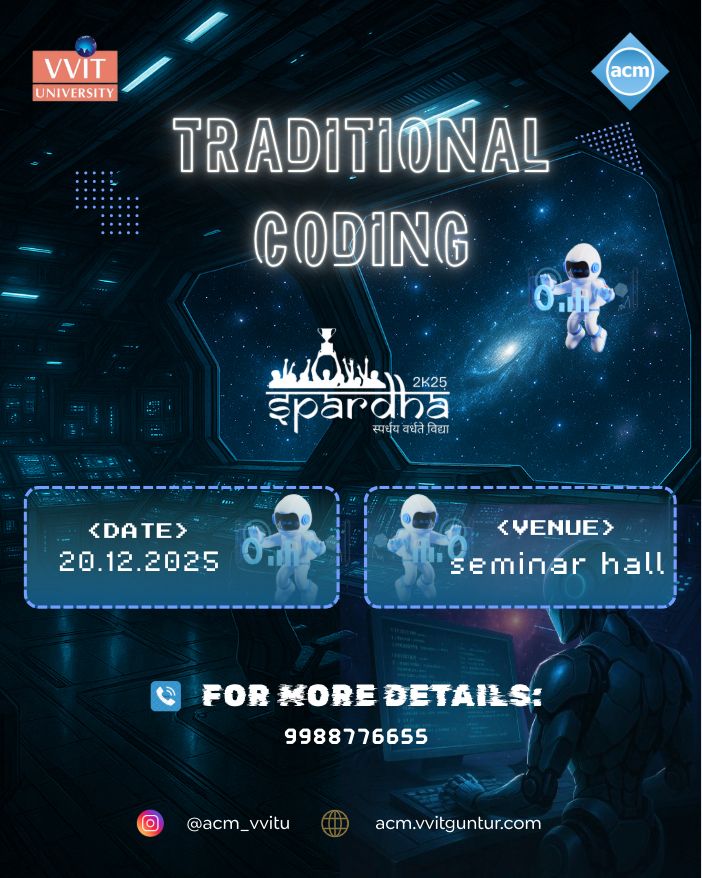 VVIT
UNIVERSITY
acm
TRADITIONAL
CODING
2K25
spardha
स्पर्धय वर्धते विद्या
<DATE>
20.12.2025
<VENUE>
seminar hall
FOR MORE DETAILS:
9988776655
@acm_vvitu
acm.vvitguntur.com